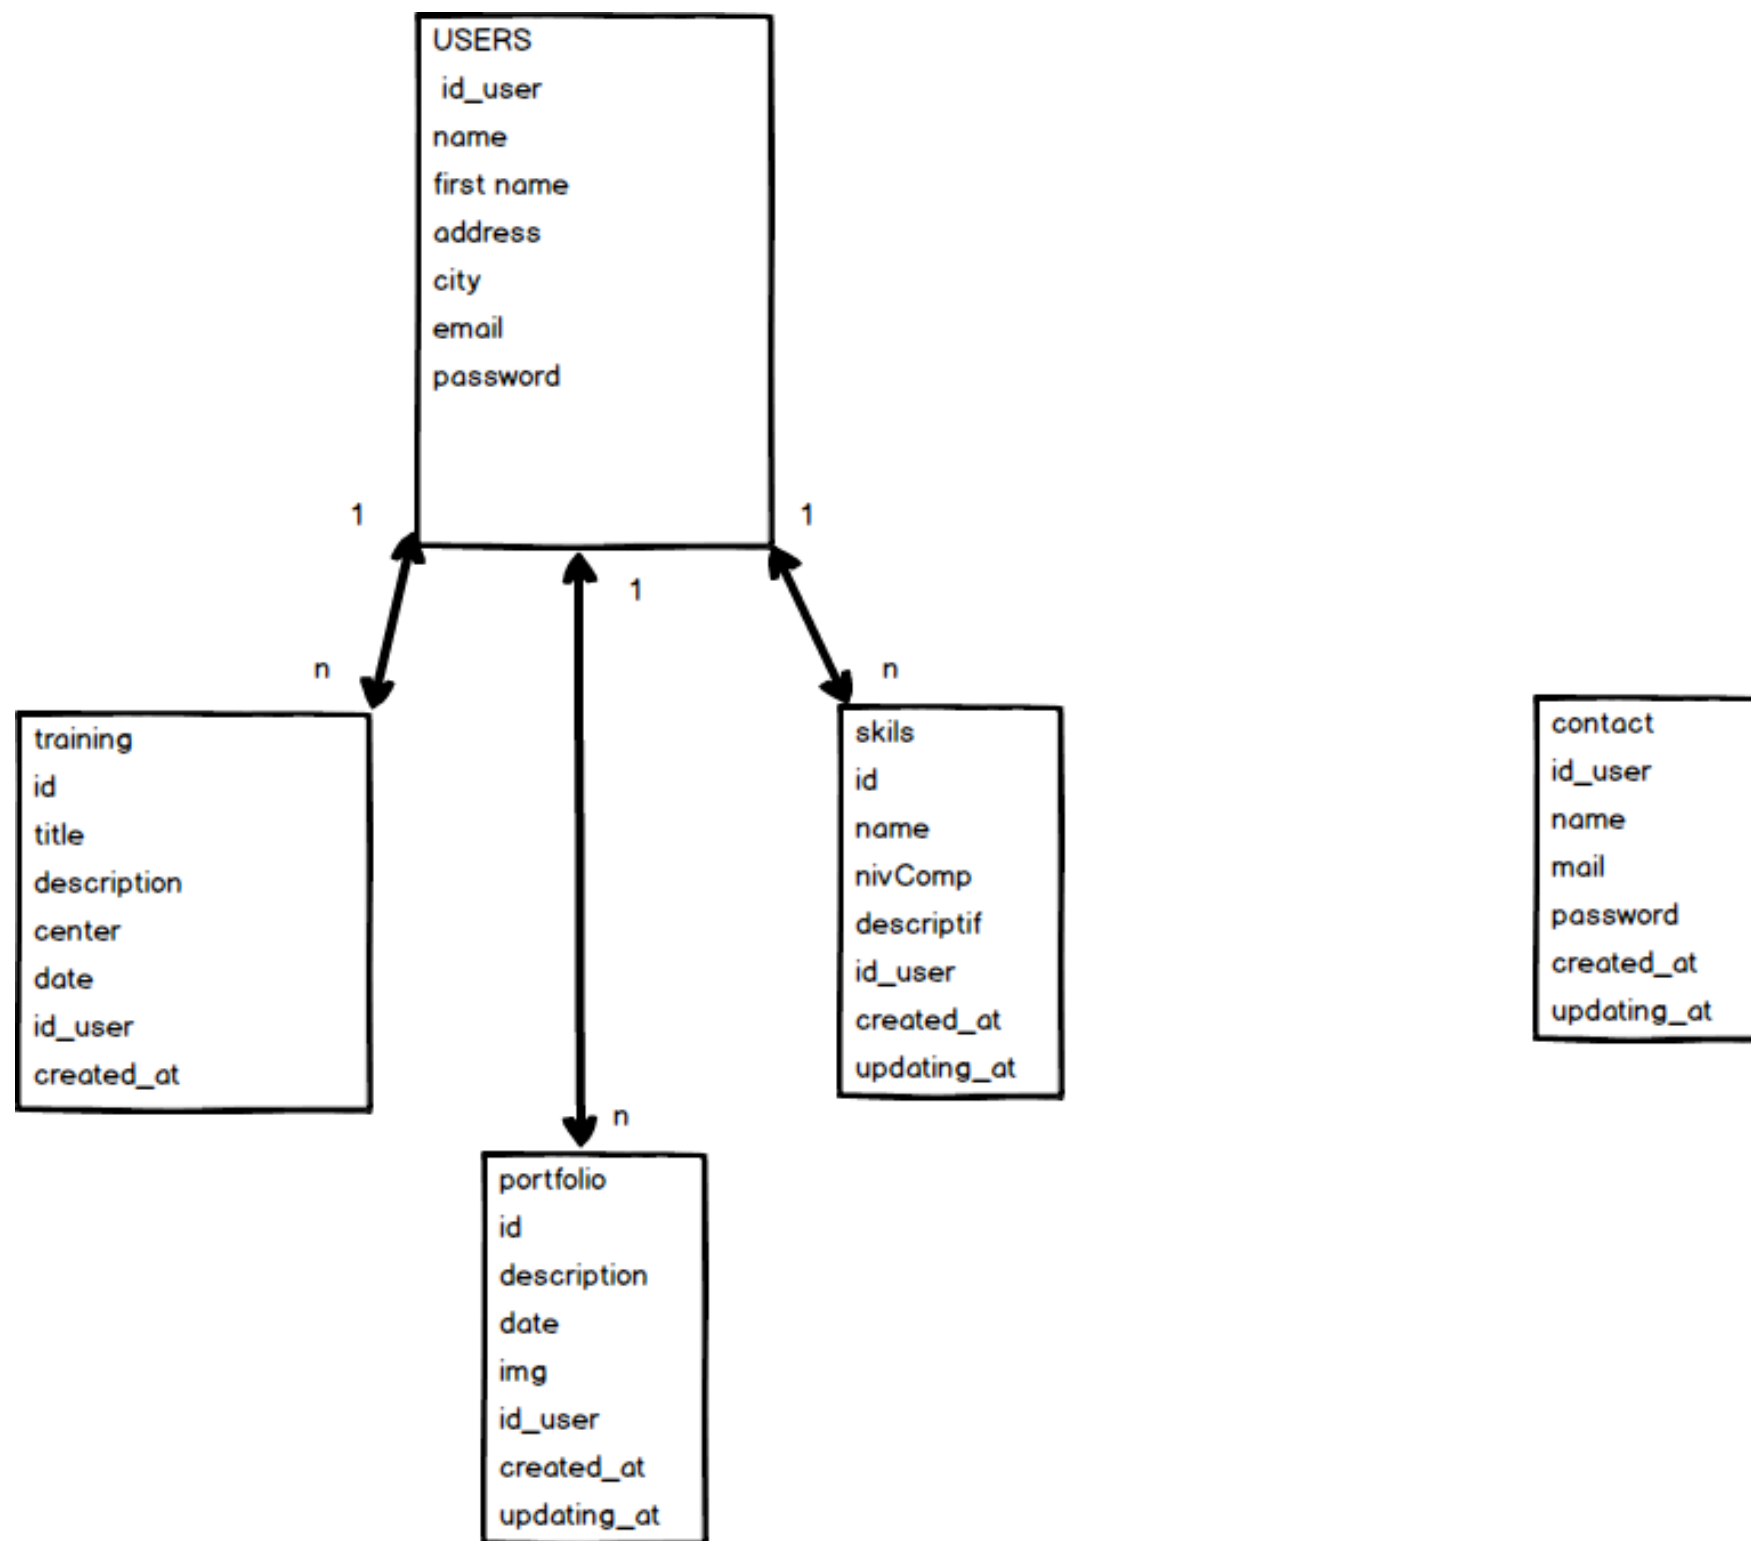 USERS
id_user
name
first name
address
city
email
password
1
1
1
n
n
training
id
title
description
center
date
id_user
created_at
skils
id
name
nivComp
descriptif
id_user
created_at
updating_at
contact
id_user
name
mail
password
created_at
updating_at
n
portfolio
id
description
date
img
id_user
created_at
updating_at